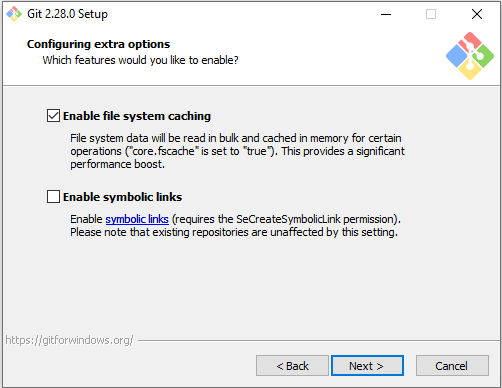 Git 2.28.0 Setup
Configuring extra options
Which features would you like to enable?
Enable file system caching
File system data will be read in bulk and cached in memory for certain
operations ("core.fscache" is set to "true"). This provides a significant
performance boost.
Enable symbolic links
Enable symbolic links (requires the SeCreateSymbolicLink permission).
Please note that existing repositories are unaffected by this setting.
https://gitforwindows.org/
< Back
Next >
Cancel